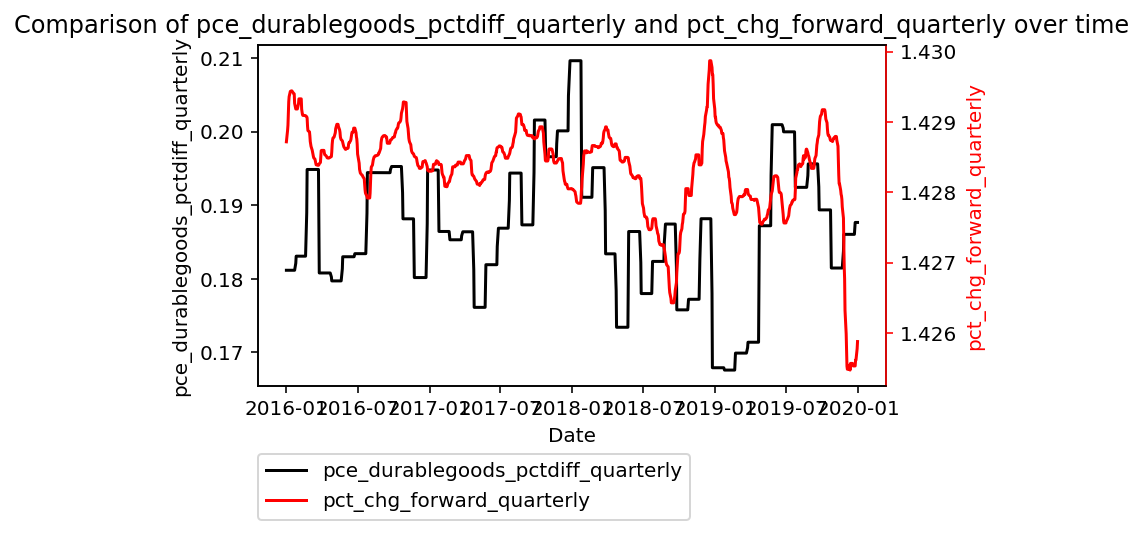 Comparison of pce_durablegoods_pctdiff_quarterly and pct_chg_forward_quarterly over time
pce_durablegoods_pctdiff_quarterly
0.21
0.20
0.19
0.18
0.17
1.430
1.429
1.428
1.427
1.426
pct_chg_forward_quarterly
2016-01 2016-07 2017-01 2017-07 2018-01 2018-07 2019-01 2019-07 2020-01
Date
pce_durablegoods_pctdiff_quarterly
pct_chg_forward_quarterly